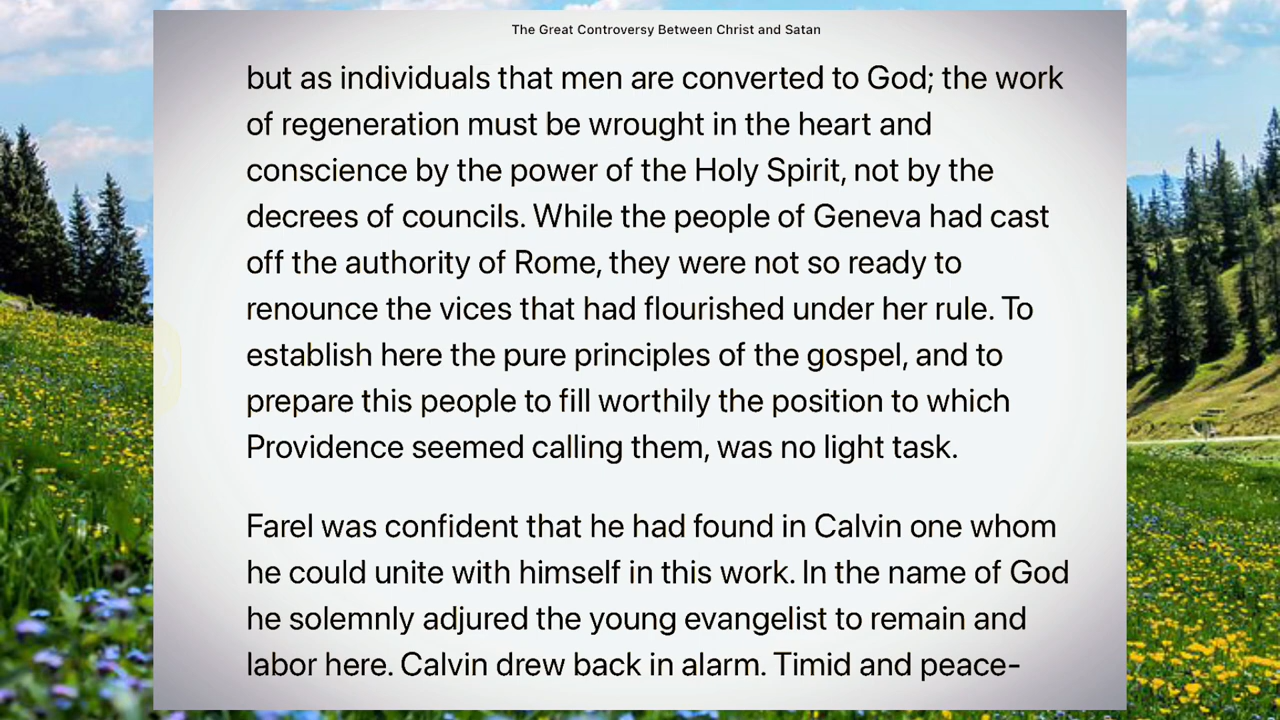 The Great Controversy Between Christ and Satan
but as individuals that men are converted to God; the work
of regeneration must be wrought in the heart and
conscience by the power of the Holy Spirit, not by the
decrees of councils. While the people of Geneva had cast
off the authority of Rome, they were not so ready to
renounce the vices that had flourished under her rule. To
establish here the pure principles of the gospel, and to
prepare this people to fill worthily the position to which
Providence seemed calling them, was no light task.
Farel was confident that he had found in Calvin one whom
he could unite with himself in this work. In the name of God
he solemnly adjured the young evangelist to remain and
labor here. Calvin drew back in alarm. Timid and peace-